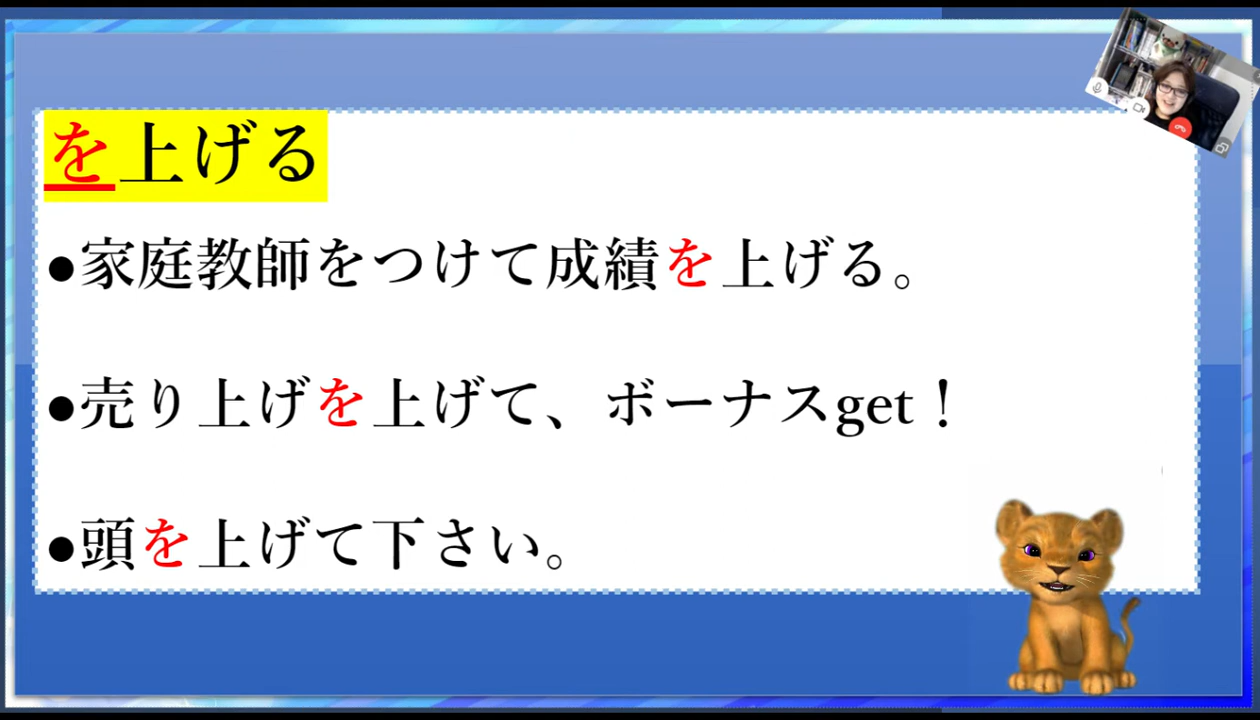 を上げる
●家庭教師をつけて成績を上げる。
●売り上げを上げて、ボーナスget！
●頭を上げて下さい。